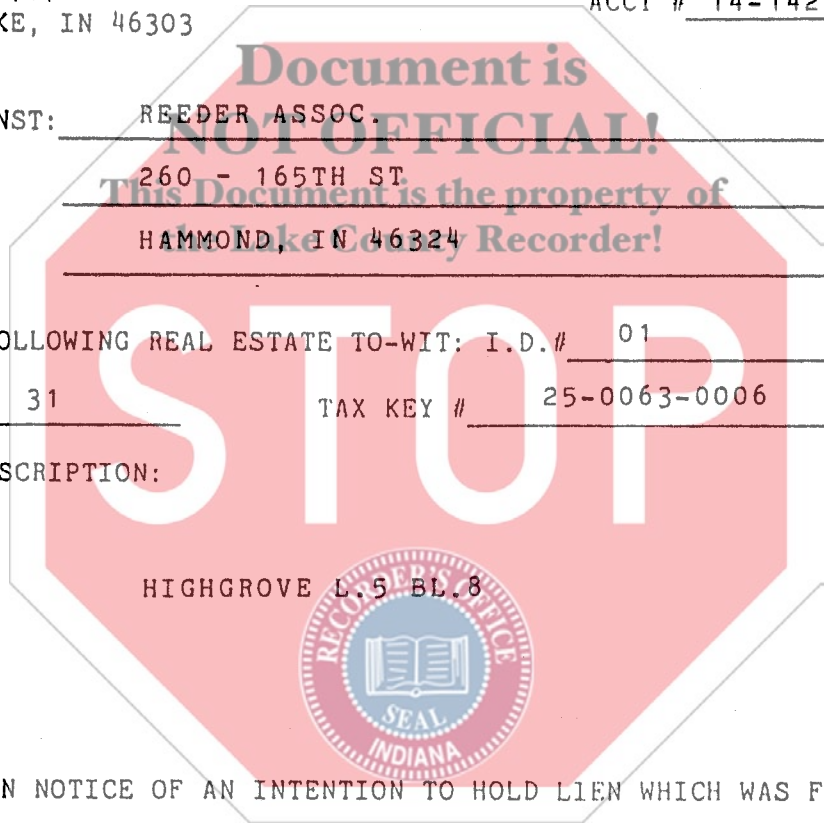 KE, IN 46303
ACCT # 14-142
Document is
NST: REEDER ASSOC.
NOT OFFICIAL!
260 - 165TH ST
This Document is the property of
HAMMOND, IN 46324
the Lake County Recorder!
OLLOWING REAL ESTATE TO-WIT: I.D.# 01
31 TAX KEY # 25-0063-0006
STOP
SCRIPTION:
HIGHGROVE L.5 BL.8
RECORDER'S OFFICE
SEAL
INDIANA
N NOTICE OF AN INTENTION TO HOLD LIEN WHICH WAS F